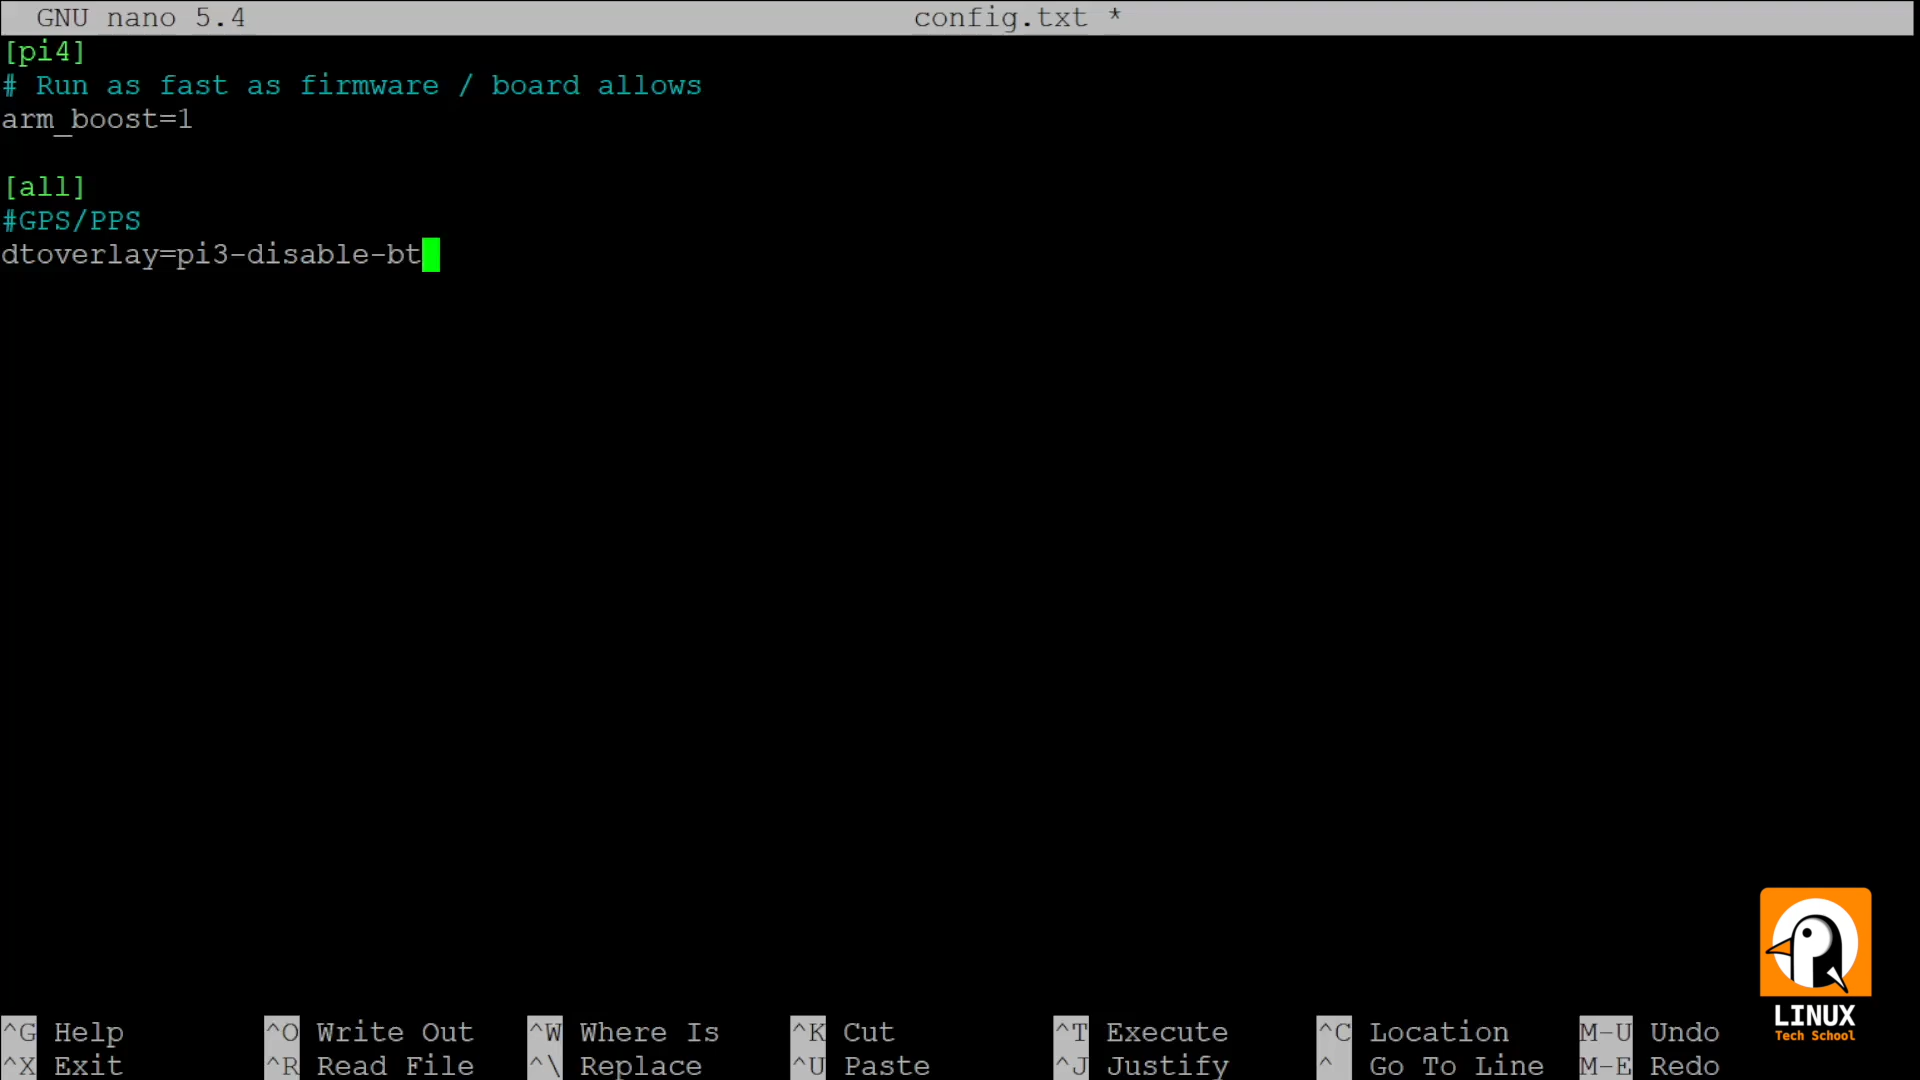 GNU nano 5.4 config.txt *
[pi4]
# Run as fast as firmware / board allows
arm_boost=1
[all]
#GPS/PPS
dtoverlay=pi3-disable-bt
^G Help ^O Write Out ^W Where Is ^K Cut ^T Execute ^C Location M-U Undo
^X Exit ^R Read File ^\ Replace ^U Paste ^J Justify ^ Go To Line M-E Redo
LINUX
Tech School